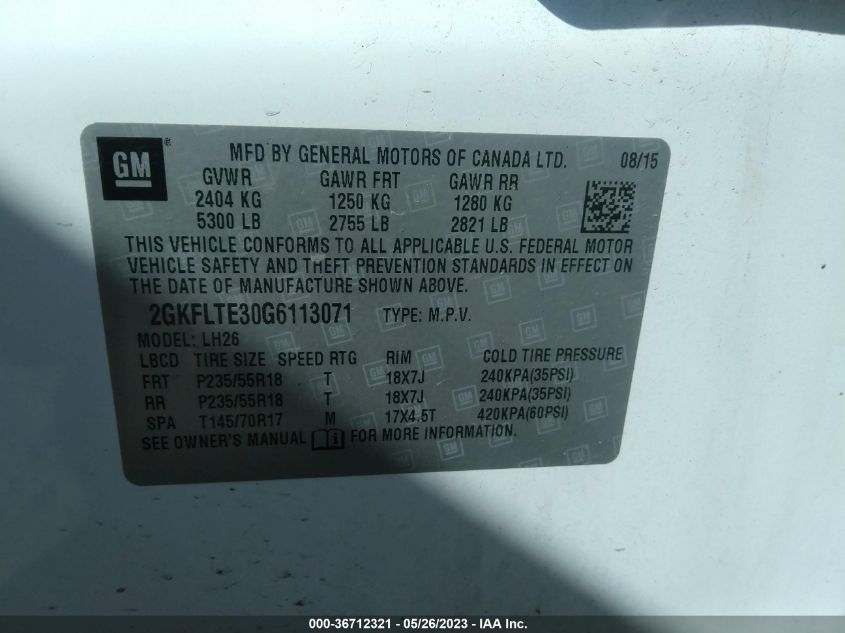 GM ® MFD BY GENERAL MOTORS OF CANADA LTD. 08/15
GVWR GAWR FRT GAWR RR
2404 KG 1250 KG 1280 KG
5300 LB 2755 LB 2821 LB
THIS VEHICLE CONFORMS TO ALL APPLICABLE U.S. FEDERAL MOTOR
VEHICLE SAFETY AND THEFT PREVENTION STANDARDS IN EFFECT ON
THE DATE OF MANUFACTURE SHOWN ABOVE.
2GKFLTE30G6113071 TYPE: M.P.V.
MODEL: LH26
LBCD TIRE SIZE SPEED RTG RIM COLD TIRE PRESSURE
FRT P235/55R18 T 18X7J 240KPA(35PSI)
RR P235/55R18 T 18X7J 240KPA(35PSI)
SPA T145/70R17 M 17X4.5T 420KPA(60PSI)
SEE OWNER'S MANUAL FOR MORE INFORMATION.
000-36712321 - 05/26/2023 - IAA Inc.